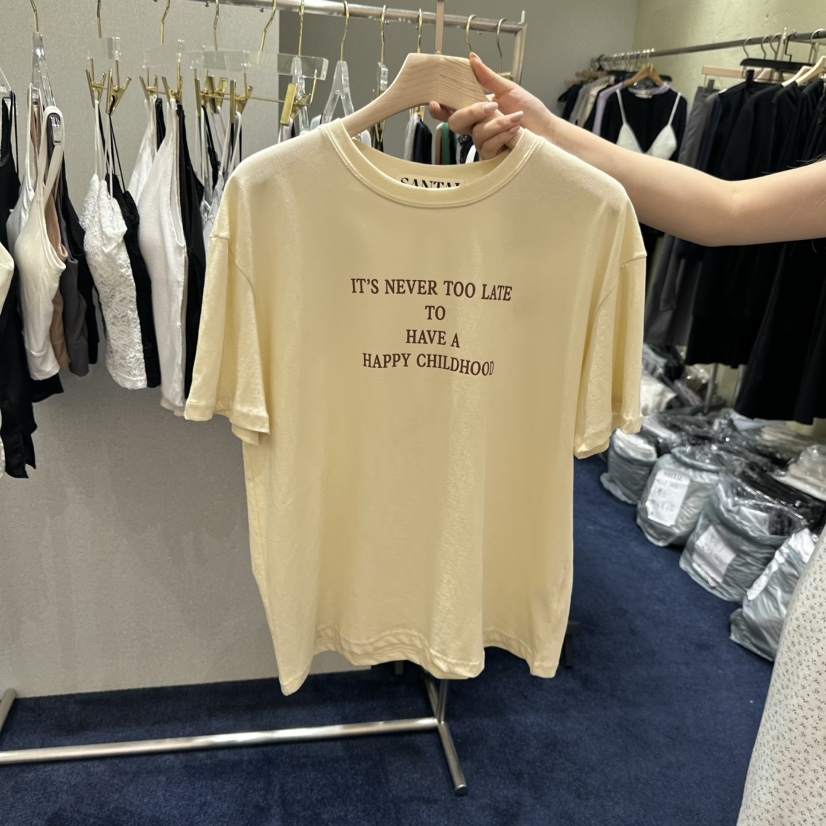 IT'S NEVER TOO LATE
TO
HAVE A
HAPPY CHILDHOOD